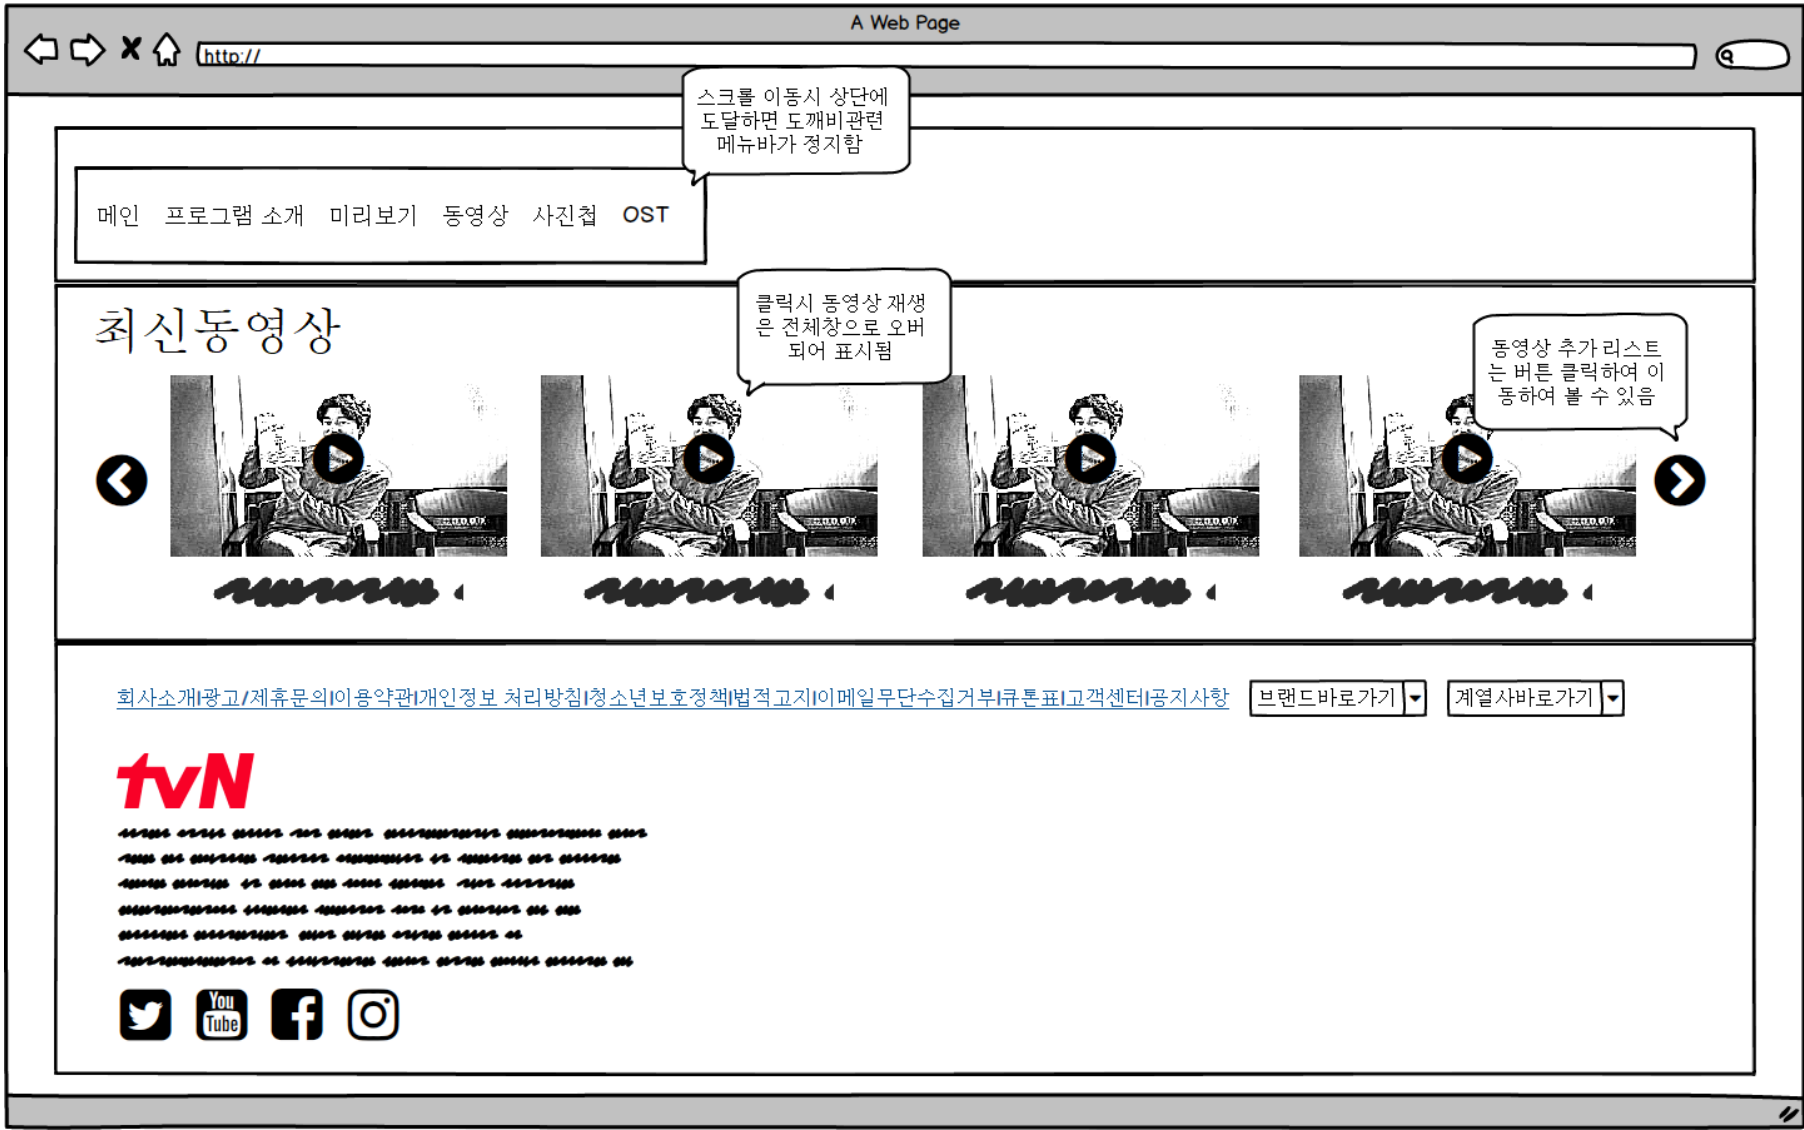 A Web Page
http://
스크롤 이동시 상단에
도달하면 도깨비관련
메뉴바가 정지함
메인 프로그램 소개 미리보기 동영상 사진첩 OST
최신동영상
클릭시 동영상 재생
은 전체창으로 오버
되어 표시됨
동영상 추가 리스트
는 버튼 클릭하여 이
동하여 볼 수 있음
회사소개|광고/제휴문의|이용약관|개인정보 처리방침|청소년보호정책|법적고지|이메일무단수집거부|큐톤표|고객센터|공지사항 브랜드바로가기 계열사바로가기
tvN
You
Tube